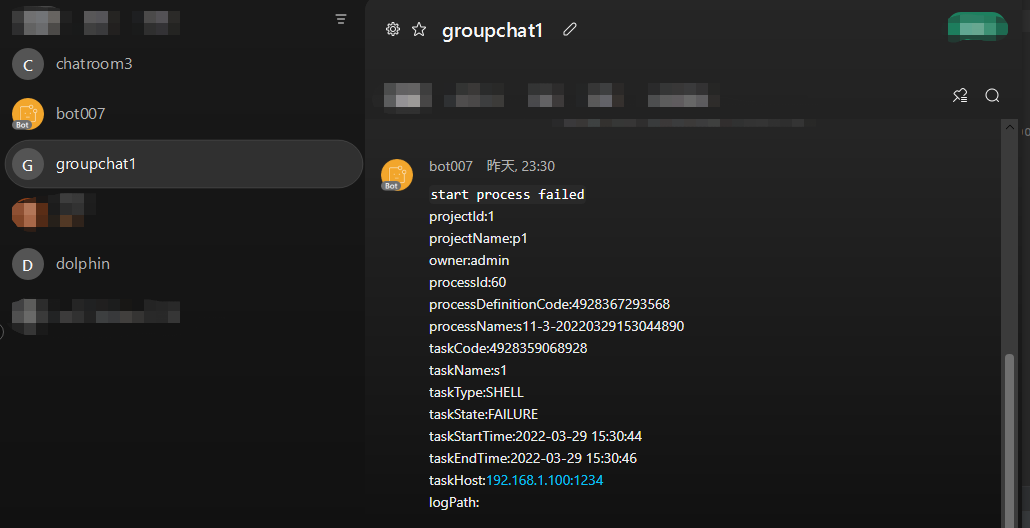 C chatroom3
Bot bot007
G groupchat1
D dolphin
groupchat1
bot007 昨天, 23:30
Bot
start process failed
projectId:1
projectName:p1
owner:admin
processId:60
processDefinitionCode:4928367293568
processName:s11-3-20220329153044890
taskCode:4928359068928
taskName:s1
taskType:SHELL
taskState:FAILURE
taskStartTime:2022-03-29 15:30:44
taskEndTime:2022-03-29 15:30:46
taskHost:192.168.1.100:1234
logPath: